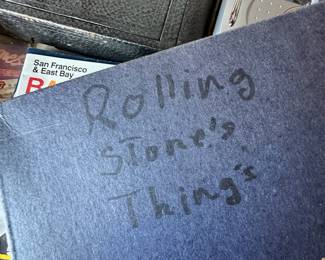 San Francisco
& East Bay
Rolling
Stone's
Thing's